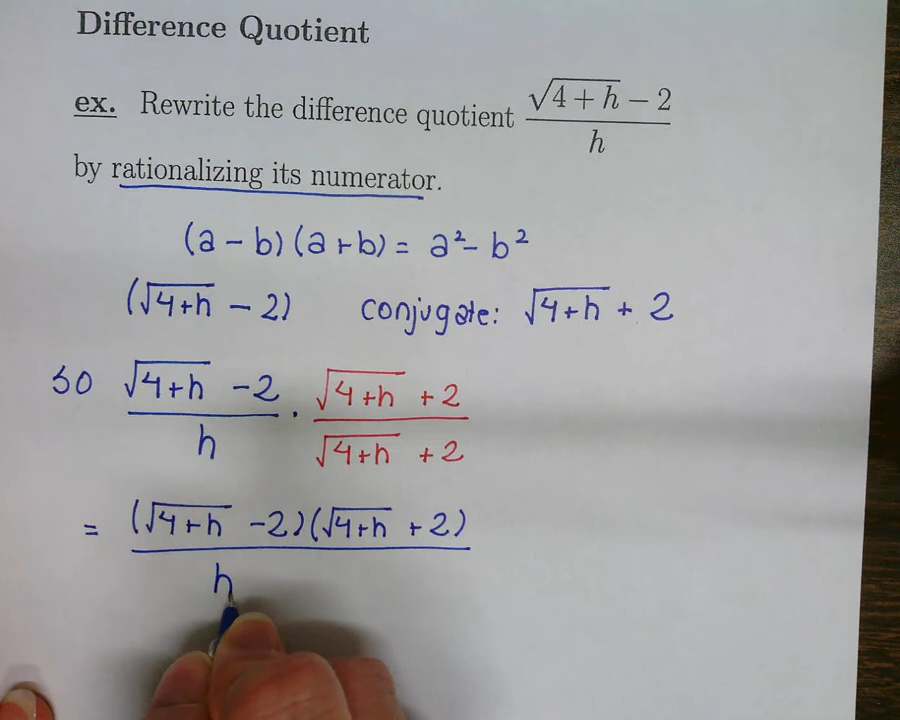 Difference Quotient
ex. Rewrite the difference quotient (√(4+h) − 2)/h
by rationalizing its numerator.
(a − b)(a + b) = a² − b²
(√(4+h) − 2) conjugate: √(4+h) + 2
so (√(4+h) − 2)/h · (√(4+h) + 2)/(√(4+h) + 2)
= (√(4+h) − 2)(√(4+h) + 2)/h